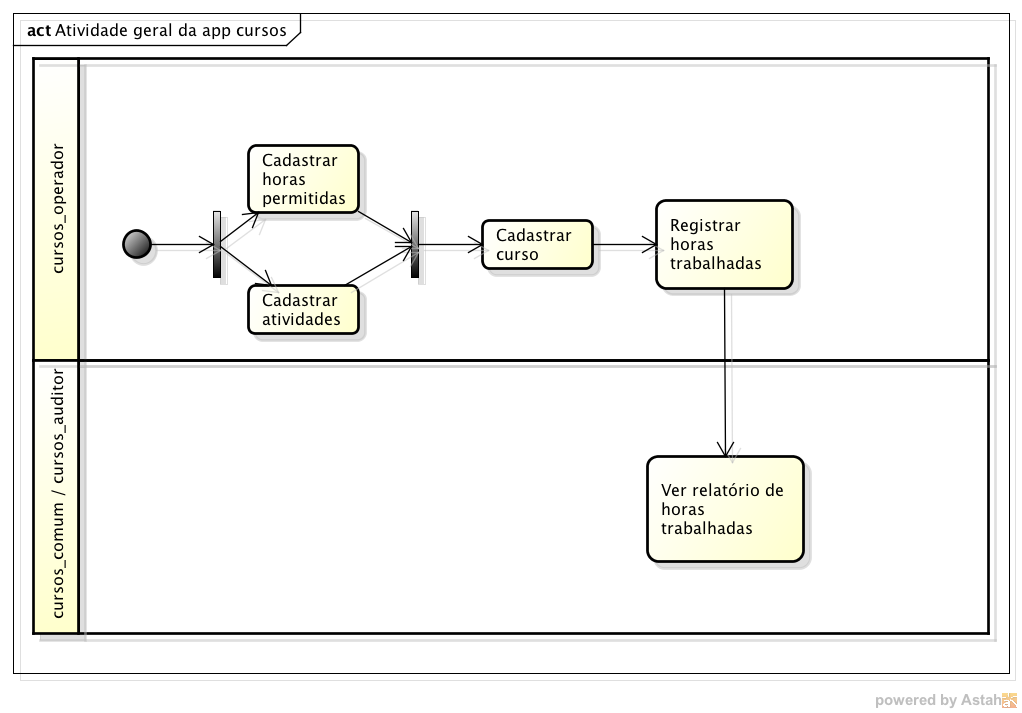 act Atividade geral da app cursos
cursos_operador
Cadastrar
horas
permitidas
Cadastrar
atividades
Cadastrar
curso
Registrar
horas
trabalhadas
cursos_comum / cursos_auditor
Ver relatório de
horas
trabalhadas
powered by Astah